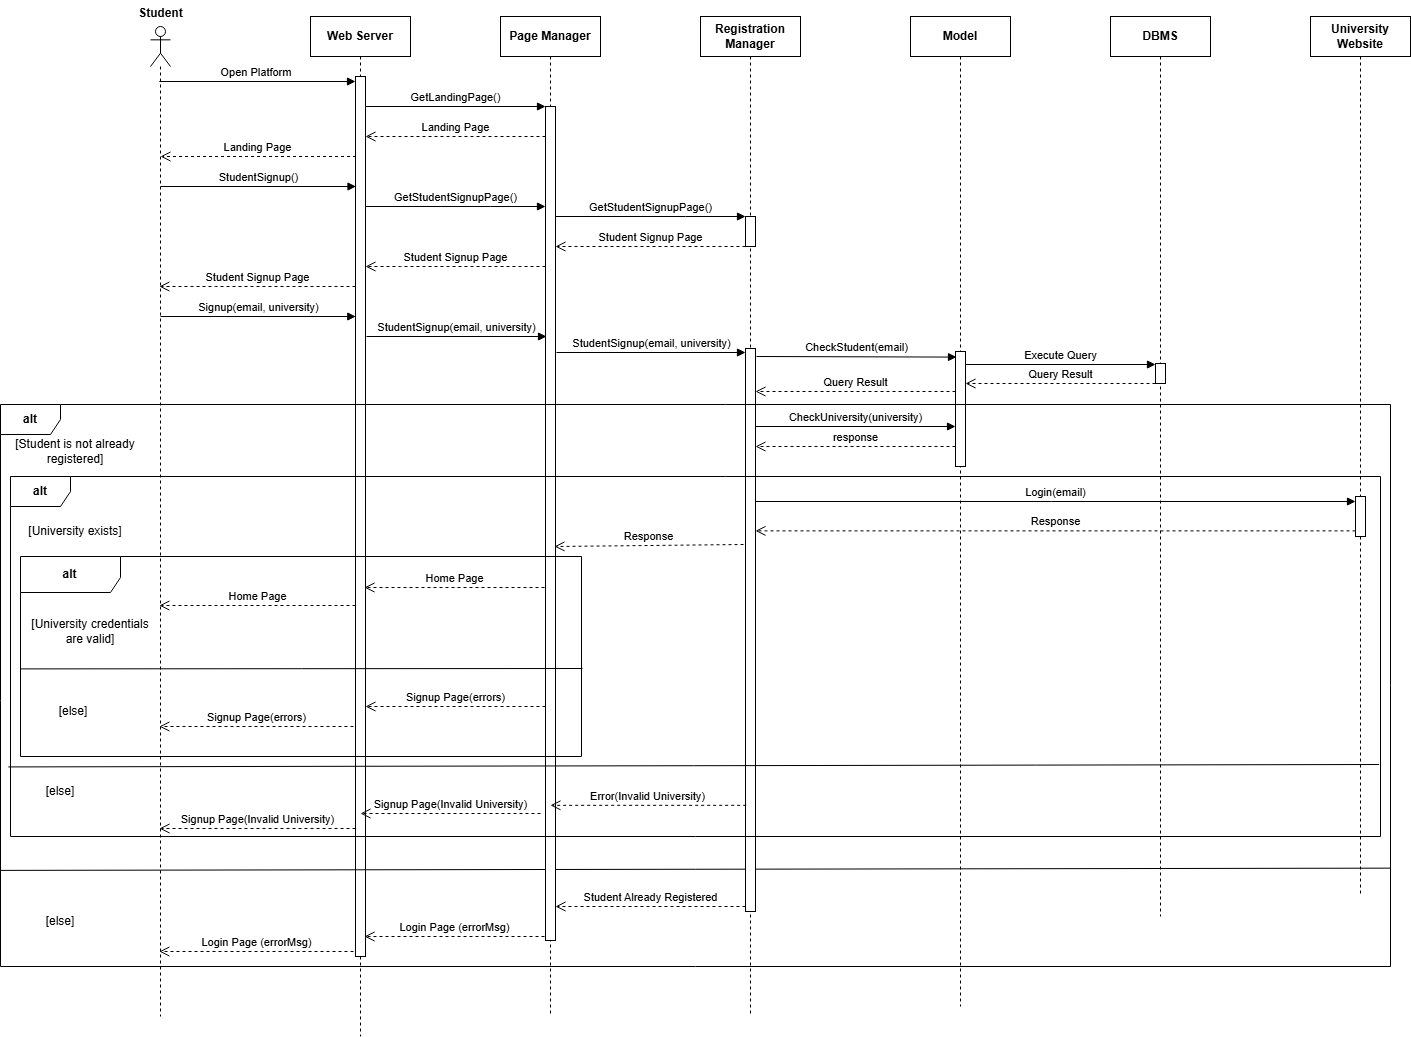 Student
Web Server
Page Manager
Registration
Manager
Model
DBMS
University
Website
Open Platform
GetLandingPage()
Landing Page
Landing Page
StudentSignup()
GetStudentSignupPage()
GetStudentSignupPage()
Student Signup Page
Student Signup Page
Student Signup Page
Signup(email, university)
StudentSignup(email, university)
StudentSignup(email, university)
CheckStudent(email)
Execute Query
Query Result
Query Result
alt
[Student is not already
registered]
CheckUniversity(university)
response
alt
Login(email)
[University exists]
Response
Response
alt
Home Page
Home Page
[University credentials
are valid]
Signup Page(errors)
[else]
Signup Page(errors)
[else]
Error(Invalid University)
Signup Page(Invalid University)
Signup Page(Invalid University)
Student Already Registered
[else]
Login Page (errorMsg)
Login Page (errorMsg)